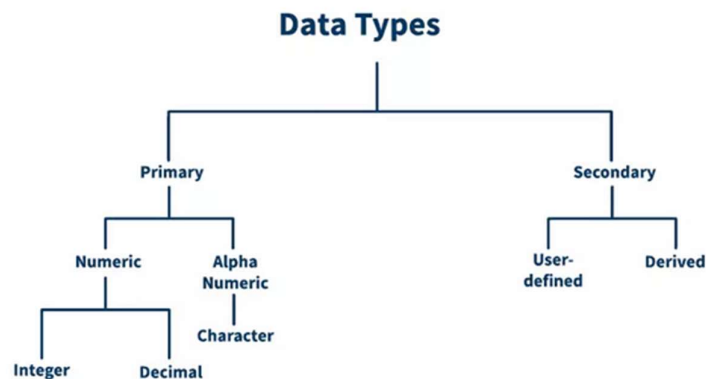 Data Types
Primary
Secondary
Numeric
Alpha
Numeric
User-
defined
Derived
Character
Integer
Decimal